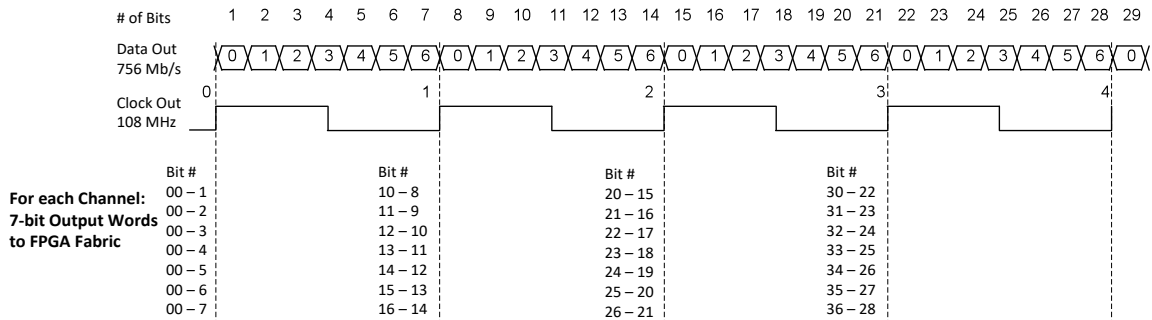 # of Bits 1 2 3 4 5 6 7 8 9 10 11 12 13 14 15 16 17 18 19 20 21 22 23 24 25 26 27 28 29
Data Out 0 1 2 3 4 5 6 0 1 2 3 4 5 6 0 1 2 3 4 5 6 0 1 2 3 4 5 6 0
756 Mb/s
0 1 2 3 4
Clock Out
108 MHz
For each Channel:
7-bit Output Words
to FPGA Fabric
Bit #
00 – 1
00 – 2
00 – 3
00 – 4
00 – 5
00 – 6
00 – 7
Bit #
10 – 8
11 – 9
12 – 10
13 – 11
14 – 12
15 – 13
16 – 14
Bit #
20 – 15
21 – 16
22 – 17
23 – 18
24 – 19
25 – 20
26 – 21
Bit #
30 – 22
31 – 23
32 – 24
33 – 25
34 – 26
35 – 27
36 – 28